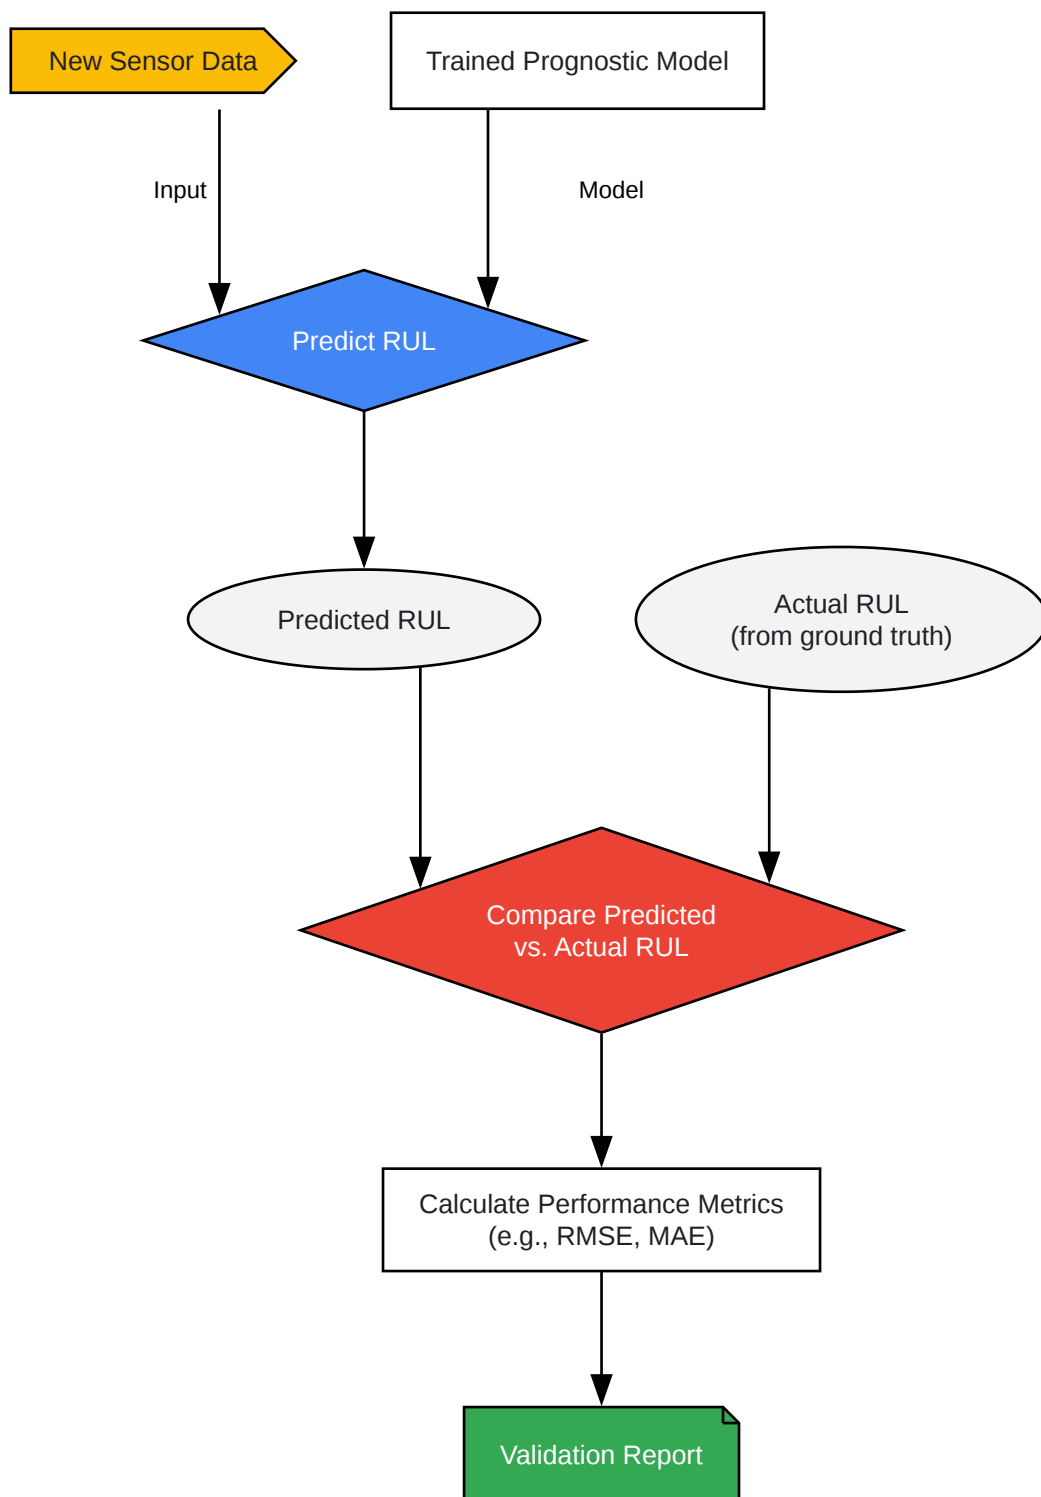 New Sensor Data
Trained Prognostic Model
Input
Model
Predict RUL
Predicted RUL
Actual RUL
(from ground truth)
Compare Predicted
vs. Actual RUL
Calculate Performance Metrics
(e.g., RMSE, MAE)
Validation Report